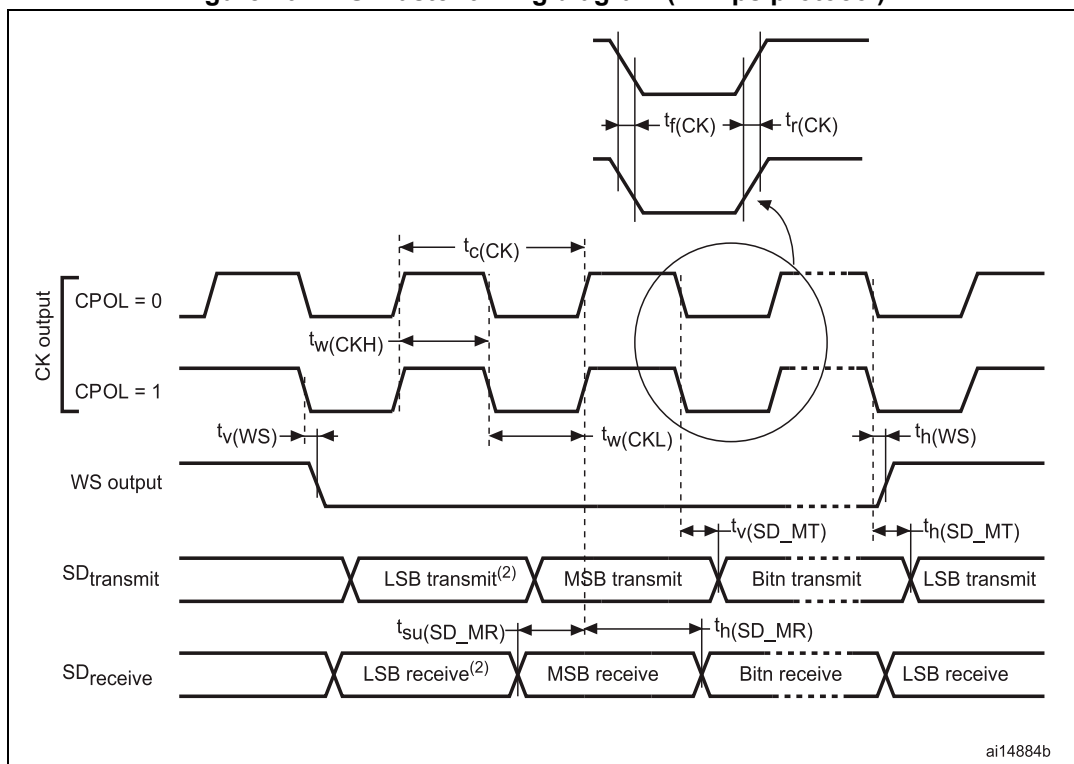 tf(CK)
tr(CK)
tc(CK)
CK output
CPOL = 0
tw(CKH)
CPOL = 1
tv(WS)
tw(CKL)
th(WS)
WS output
tv(SD_MT)
th(SD_MT)
SDtransmit
LSB transmit(2)
MSB transmit
Bitn transmit
LSB transmit
tsu(SD_MR)
th(SD_MR)
SDreceive
LSB receive(2)
MSB receive
Bitn receive
LSB receive
ai14884b